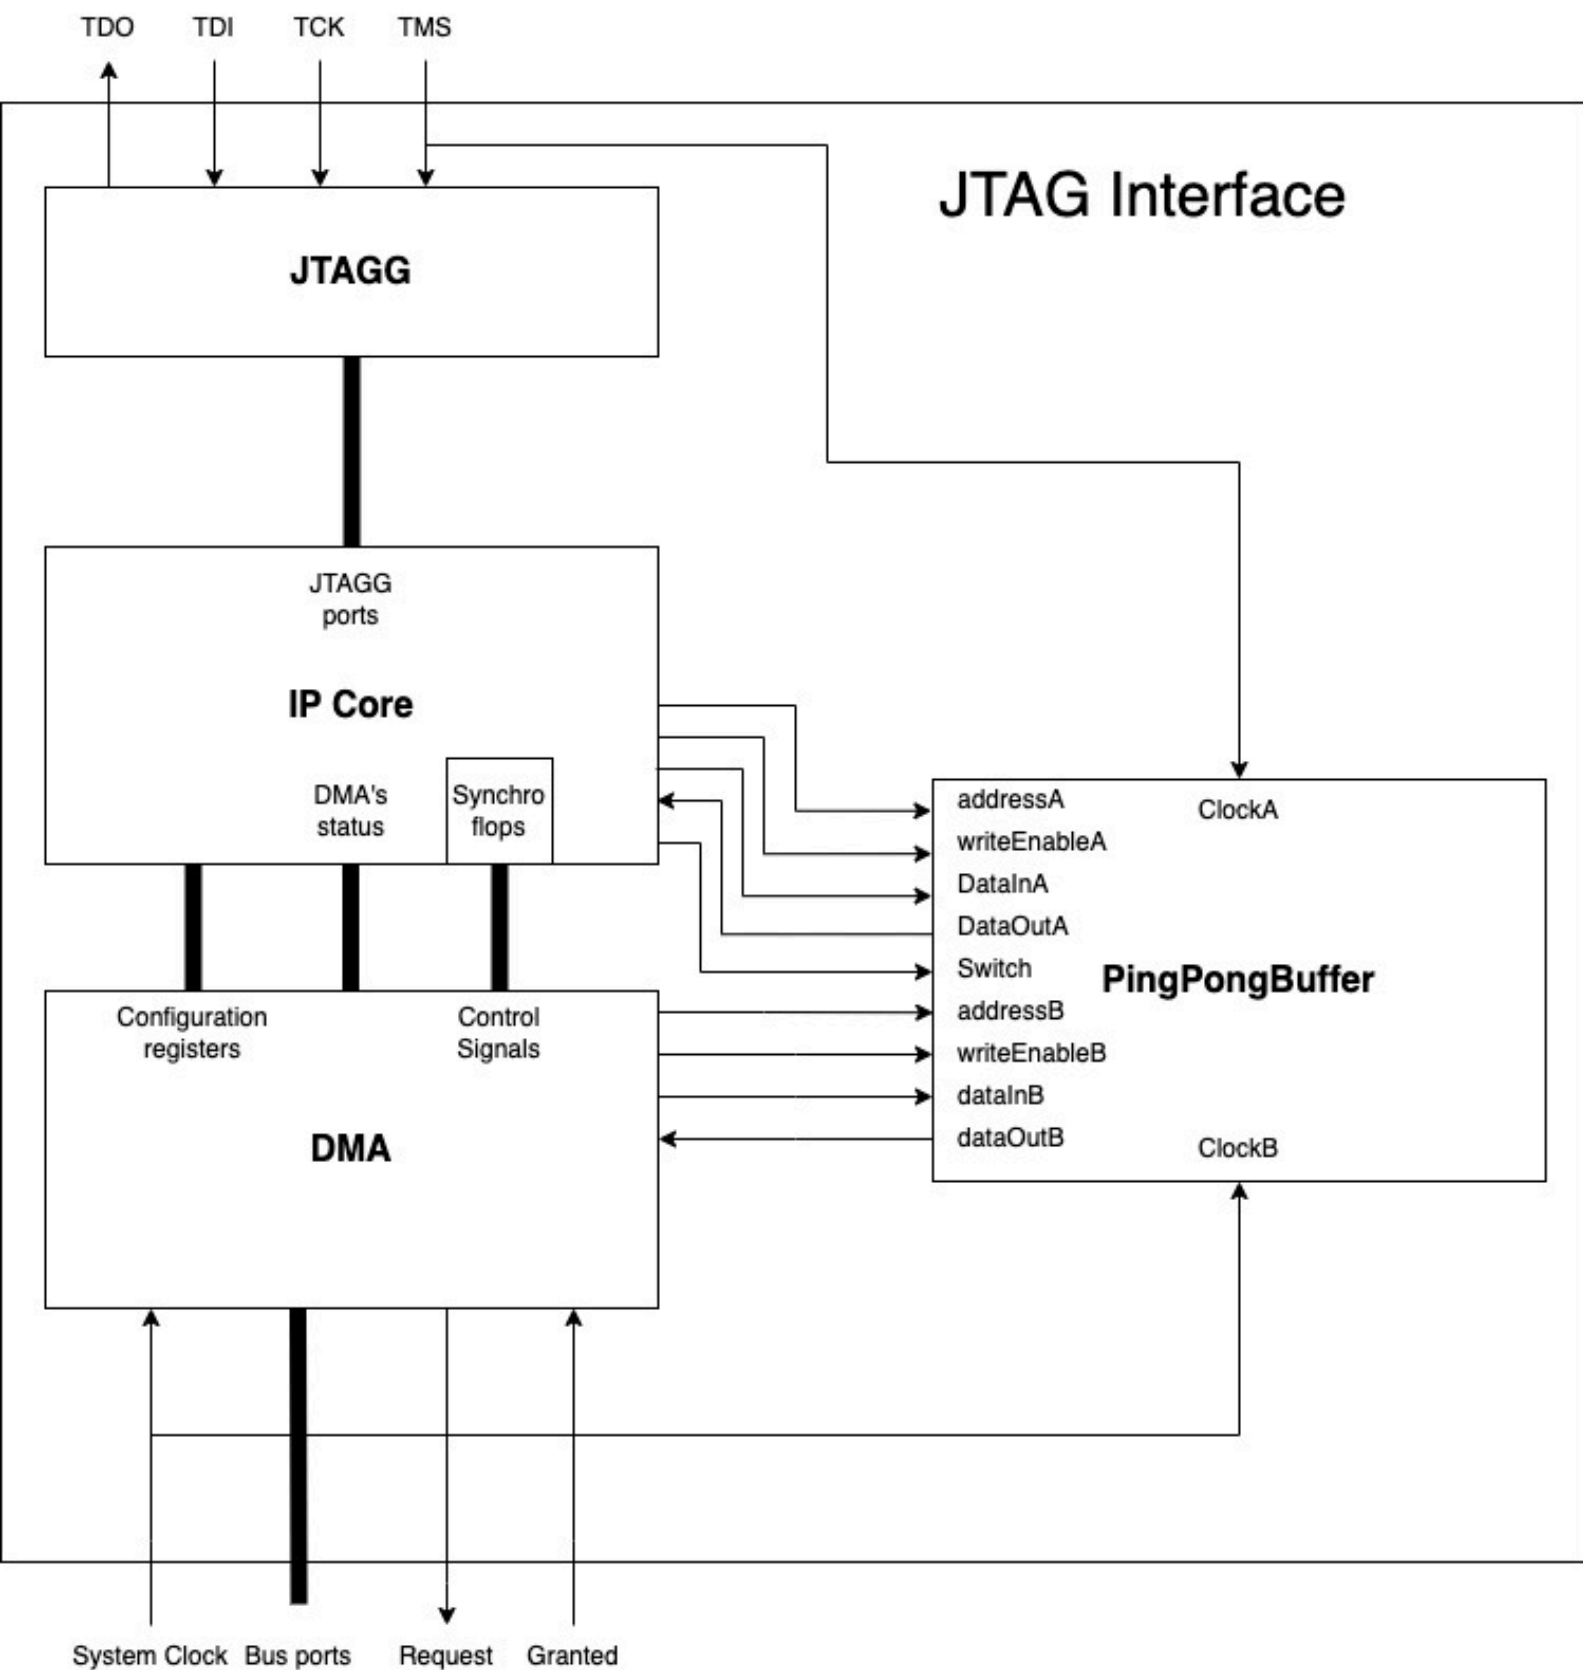 TDO TDI TCK TMS
JTAG Interface
JTAGG
JTAGG
ports
IP Core
DMA's
status
Synchro
flops
addressA
ClockA
writeEnableA
DataInA
DataOutA
Switch
PingPongBuffer
addressB
writeEnableB
dataInB
dataOutB
ClockB
Configuration
registers
Control
Signals
DMA
System Clock Bus ports Request Granted